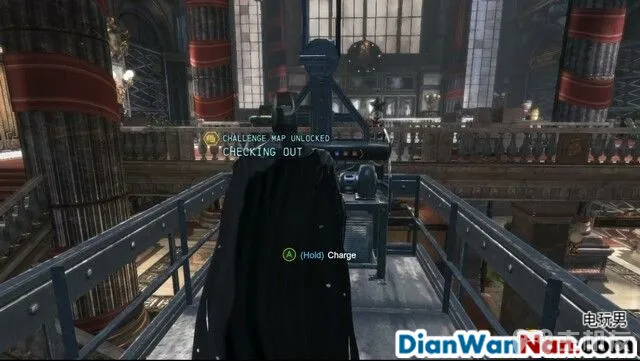 CHALLENGE MAP UNLOCKED
CHECKING OUT
A (Hold) Charge
电玩男
DianWanNan.com